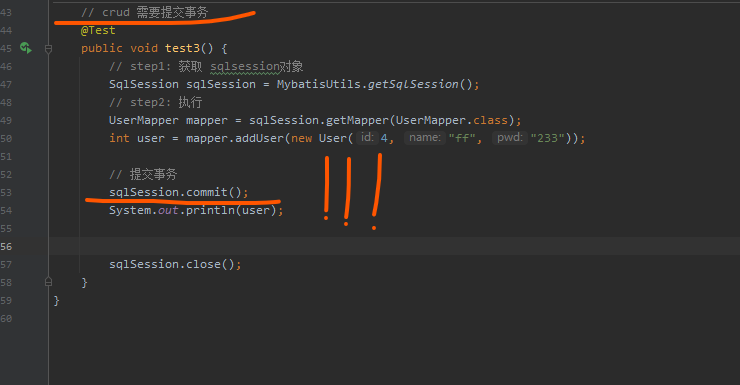 43 // crud 需要提交事务
44 @Test
45 public void test3() {
46 // step1: 获取 sqlsession对象
47 SqlSession sqlSession = MybatisUtils.getSqlSession();
48 // step2: 执行
49 UserMapper mapper = sqlSession.getMapper(UserMapper.class);
50 int user = mapper.addUser(new User( id: 4, name: "ff", pwd: "233"));
51
52 // 提交事务
53 sqlSession.commit();
54 System.out.println(user);
55
56
57 sqlSession.close();
58 }
59 }
60
!!!